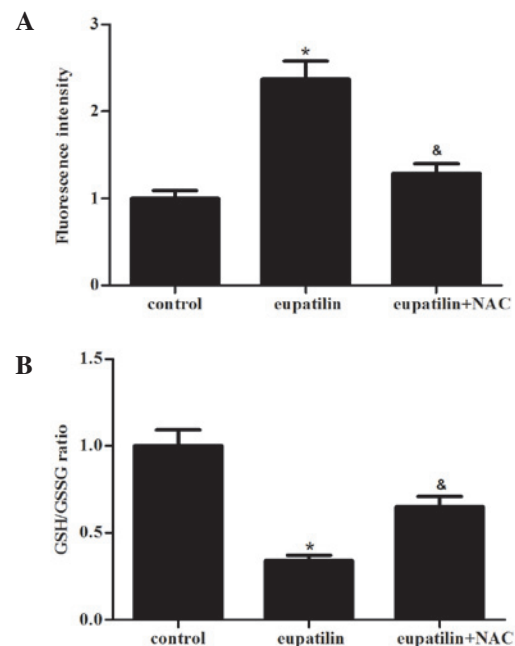 A
3
2
1
0
Fluorescence intensity
*
&
control eupatilin eupatilin+NAC
B
1.5
1.0
0.5
0.0
GSH/GSSG ratio
*
&
control eupatilin eupatilin+NAC